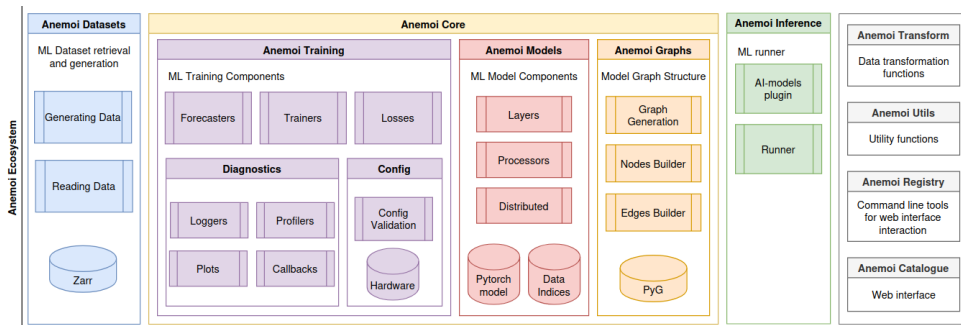 Anemoi Ecosystem
Anemoi Datasets
ML Dataset retrieval
and generation
Generating Data
Reading Data
Zarr
Anemoi Core
Anemoi Training
ML Training Components
Forecasters
Trainers
Losses
Diagnostics
Loggers
Profilers
Plots
Callbacks
Config
Config
Validation
Hardware
Anemoi Models
ML Model Components
Layers
Processors
Distributed
Pytorch
model
Data
Indices
Anemoi Graphs
Model Graph Structure
Graph
Generation
Nodes Builder
Edges Builder
PyG
Anemoi Inference
ML runner
AI-models
plugin
Runner
Anemoi Transform
Data transformation
functions
Anemoi Utils
Utility functions
Anemoi Registry
Command line tools
for web interface
interaction
Anemoi Catalogue
Web interface